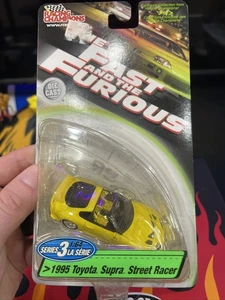 RACING
CHAMPIONS
THE
FAST
AND THE
FURIOUS
DIE
CAST
SERIES 3 1:64
LA SÉRIE
>1995 Toyota Supra Street Racer